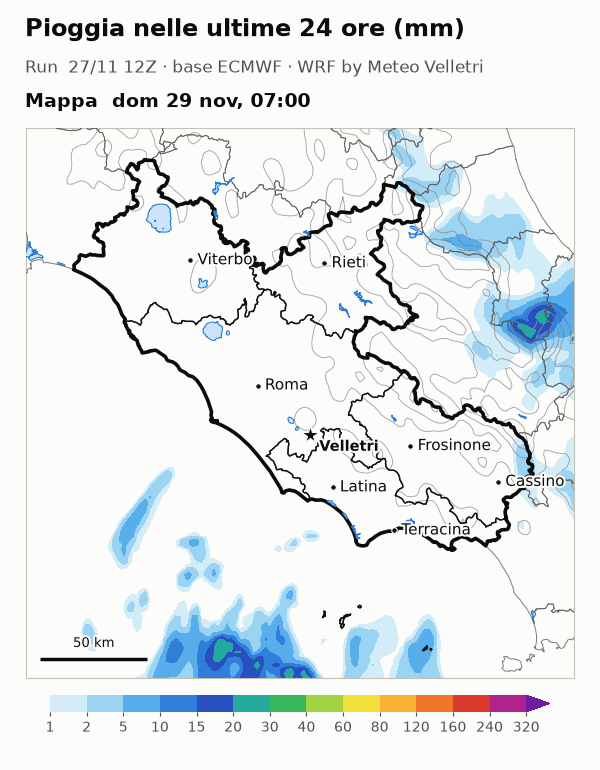 Pioggia nelle ultime 24 ore (mm)
Run  27/11 12Z · base ECMWF · WRF by Meteo Velletri
Mappa  dom 29 nov, 07:00
Viterbo
Rieti
Roma
Velletri
Frosinone
Cassino
Latina
Terracina
50 km
1 2 5 10 15 20 30 40 60 80 120 160 240 320